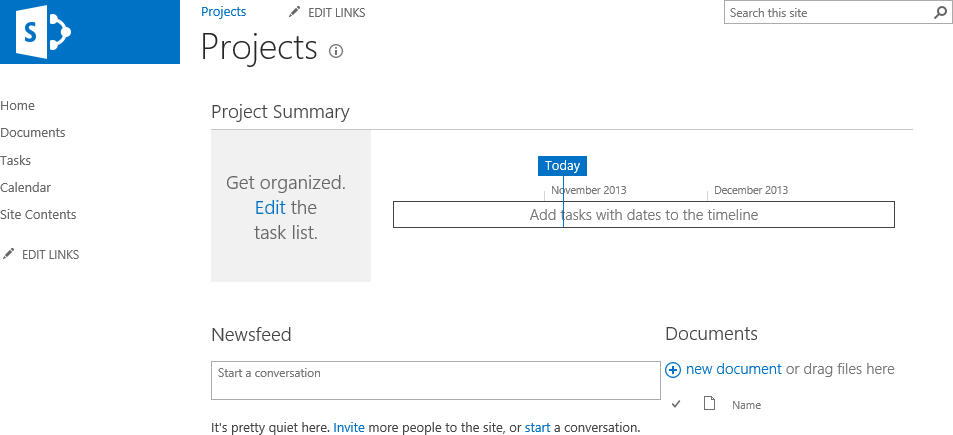 S
Projects EDIT LINKS
Search this site
Projects
Home
Documents
Tasks
Calendar
Site Contents
EDIT LINKS
Project Summary
Get organized.
Edit the
task list.
Today
November 2013 December 2013
Add tasks with dates to the timeline
Newsfeed
Start a conversation
It's pretty quiet here. Invite more people to the site, or start a conversation.
Documents
new document or drag files here
Name